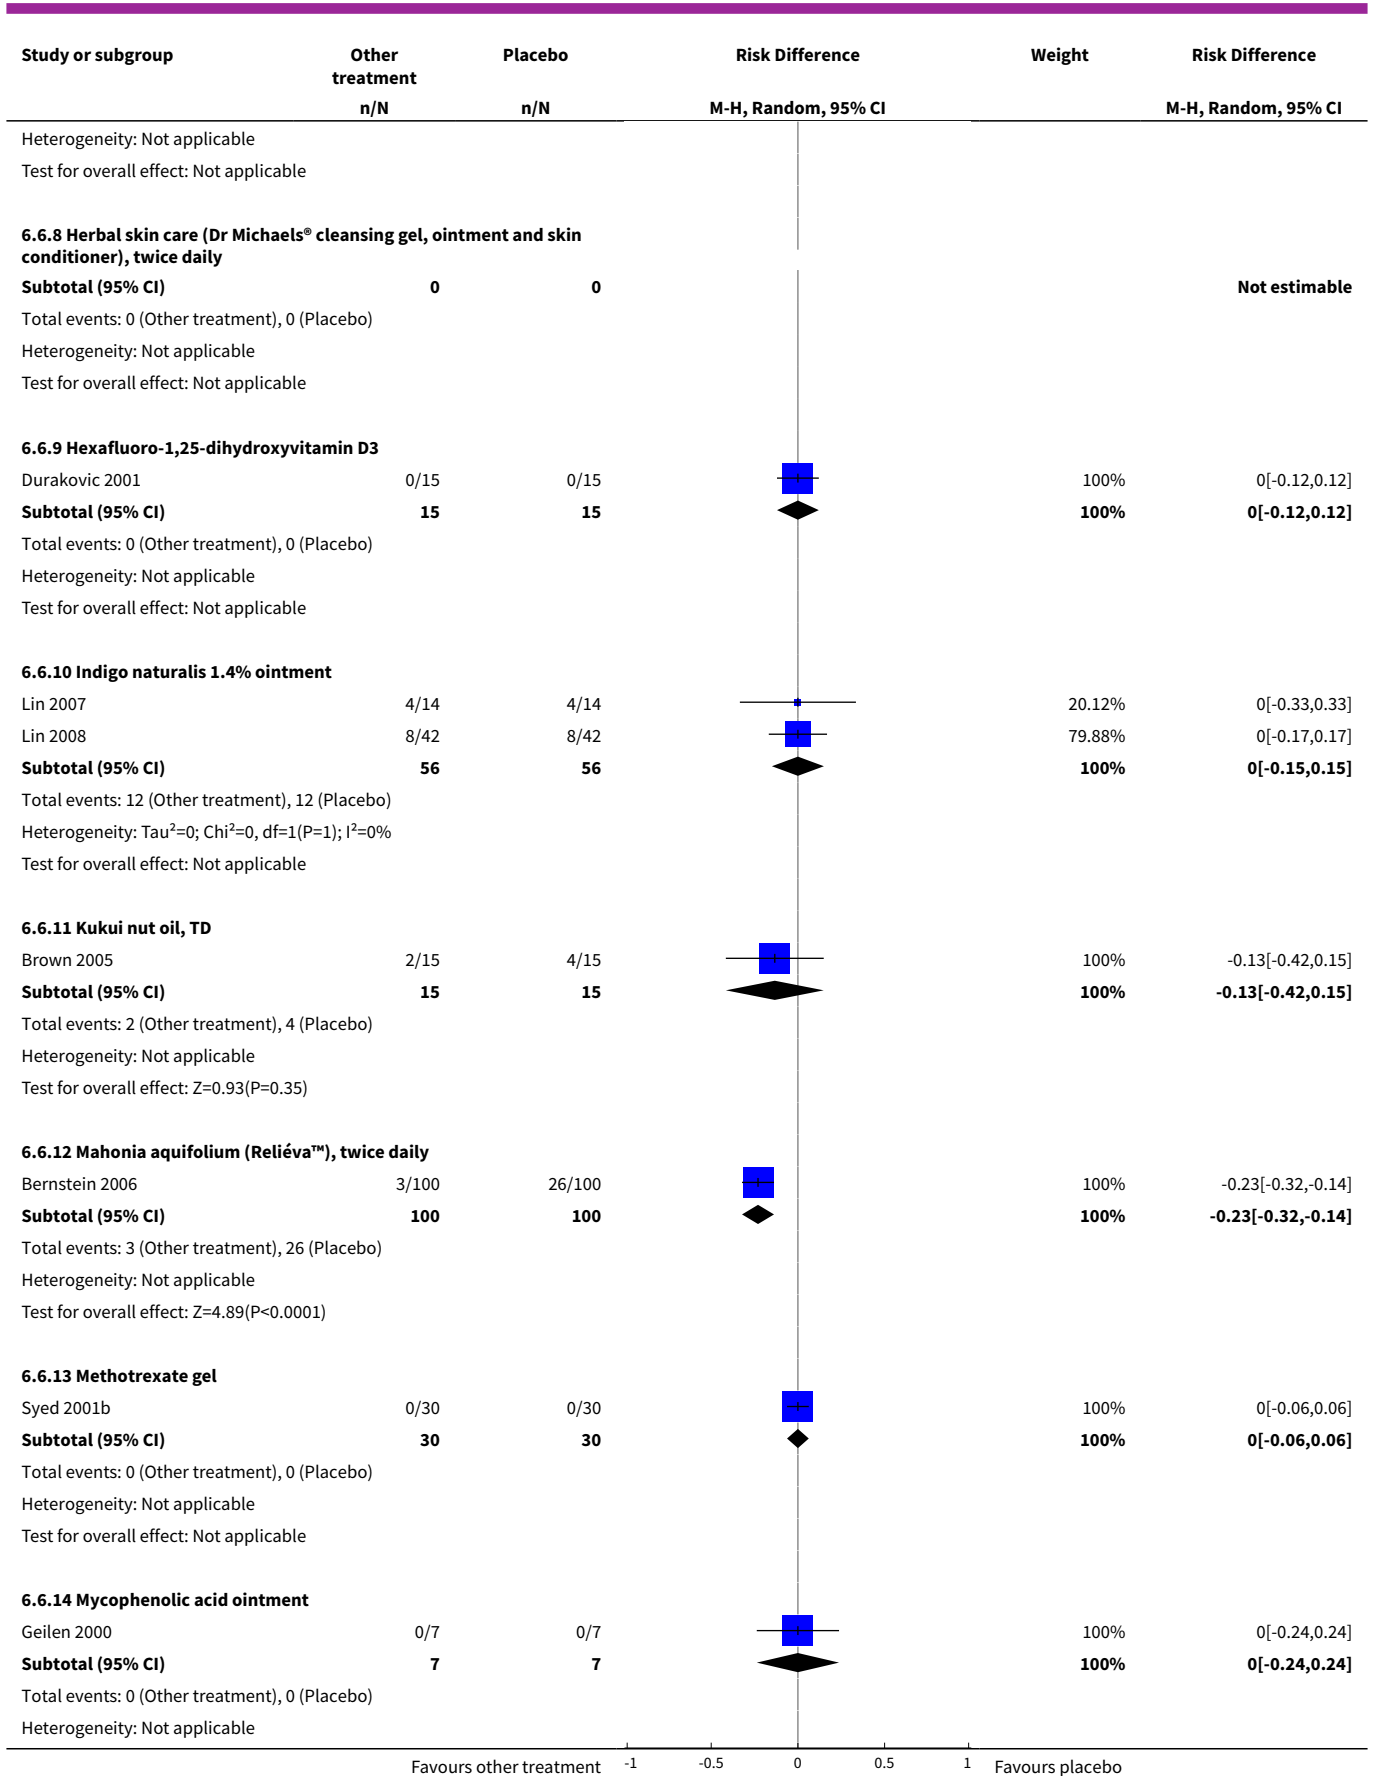 Study or subgroup Other treatment Placebo Risk Difference Weight Risk Difference
n/N n/N M-H, Random, 95% CI M-H, Random, 95% CI
Heterogeneity: Not applicable
Test for overall effect: Not applicable
6.6.8 Herbal skin care (Dr Michaels® cleansing gel, ointment and skin
conditioner), twice daily
Subtotal (95% CI) 0 0 Not estimable
Total events: 0 (Other treatment), 0 (Placebo)
Heterogeneity: Not applicable
Test for overall effect: Not applicable
6.6.9 Hexafluoro-1,25-dihydroxyvitamin D3
Durakovic 2001 0/15 0/15 100% 0[-0.12,0.12]
Subtotal (95% CI) 15 15 100% 0[-0.12,0.12]
Total events: 0 (Other treatment), 0 (Placebo)
Heterogeneity: Not applicable
Test for overall effect: Not applicable
6.6.10 Indigo naturalis 1.4% ointment
Lin 2007 4/14 4/14 20.12% 0[-0.33,0.33]
Lin 2008 8/42 8/42 79.88% 0[-0.17,0.17]
Subtotal (95% CI) 56 56 100% 0[-0.15,0.15]
Total events: 12 (Other treatment), 12 (Placebo)
Heterogeneity: Tau²=0; Chi²=0, df=1(P=1); I²=0%
Test for overall effect: Not applicable
6.6.11 Kukui nut oil, TD
Brown 2005 2/15 4/15 100% -0.13[-0.42,0.15]
Subtotal (95% CI) 15 15 100% -0.13[-0.42,0.15]
Total events: 2 (Other treatment), 4 (Placebo)
Heterogeneity: Not applicable
Test for overall effect: Z=0.93(P=0.35)
6.6.12 Mahonia aquifolium (Reliéva™), twice daily
Bernstein 2006 3/100 26/100 100% -0.23[-0.32,-0.14]
Subtotal (95% CI) 100 100 100% -0.23[-0.32,-0.14]
Total events: 3 (Other treatment), 26 (Placebo)
Heterogeneity: Not applicable
Test for overall effect: Z=4.89(P<0.0001)
6.6.13 Methotrexate gel
Syed 2001b 0/30 0/30 100% 0[-0.06,0.06]
Subtotal (95% CI) 30 30 100% 0[-0.06,0.06]
Total events: 0 (Other treatment), 0 (Placebo)
Heterogeneity: Not applicable
Test for overall effect: Not applicable
6.6.14 Mycophenolic acid ointment
Geilen 2000 0/7 0/7 100% 0[-0.24,0.24]
Subtotal (95% CI) 7 7 100% 0[-0.24,0.24]
Total events: 0 (Other treatment), 0 (Placebo)
Heterogeneity: Not applicable
Favours other treatment -1 -0.5 0 0.5 1 Favours placebo